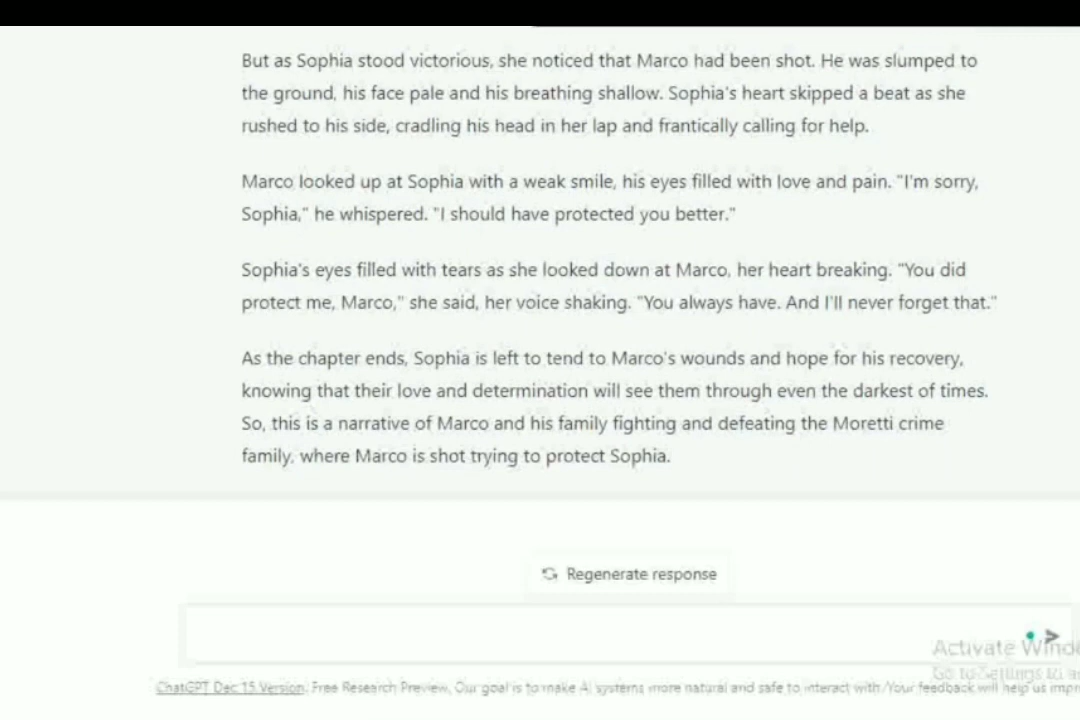 But as Sophia stood victorious, she noticed that Marco had been shot. He was slumped to
the ground, his face pale and his breathing shallow. Sophia's heart skipped a beat as she
rushed to his side, cradling his head in her lap and frantically calling for help.
Marco looked up at Sophia with a weak smile, his eyes filled with love and pain. "I'm sorry,
Sophia," he whispered. "I should have protected you better."
Sophia's eyes filled with tears as she looked down at Marco, her heart breaking. "You did
protect me, Marco," she said, her voice shaking. "You always have. And I'll never forget that."
As the chapter ends, Sophia is left to tend to Marco's wounds and hope for his recovery,
knowing that their love and determination will see them through even the darkest of times.
So, this is a narrative of Marco and his family fighting and defeating the Moretti crime
family, where Marco is shot trying to protect Sophia.
Regenerate response
Activate Windo
Go to Settings to a
ChatGPT Dec 15 Version. Free Research Preview. Our goal is to make AI systems more natural and safe to interact with. Your feedback will help us impr